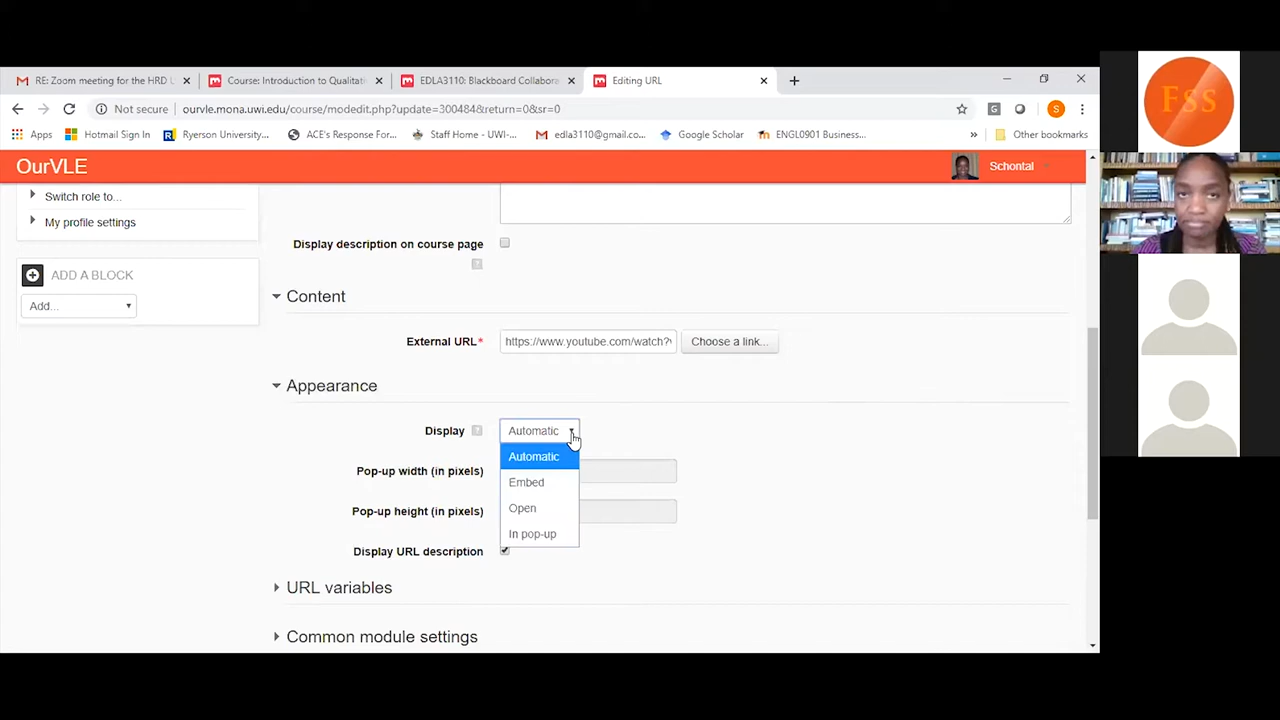 RE: Zoom meeting for the HRD U
Course: Introduction to Qualitati
EDLA3110: Blackboard Collabora
Editing URL
Not secure
ourvle.mona.uwi.edu/course/modedit.php?update=300484&return=0&sr=0
S
Apps
Hotmail Sign In
Ryerson University...
ACE's Response For...
Staff Home - UWI-...
edla3110@gmail.co...
Google Scholar
ENGL0901 Business...
»
Other bookmarks
FSS
OurVLE
Schontal
Switch role to...
My profile settings
Display description on course page
?
ADD A BLOCK
Add...
Content
External URL*
https://www.youtube.com/watch?v
Choose a link...
Appearance
Display
?
Automatic
Automatic
Embed
Open
In pop-up
Pop-up width (in pixels)
Pop-up height (in pixels)
Display URL description
URL variables
Common module settings